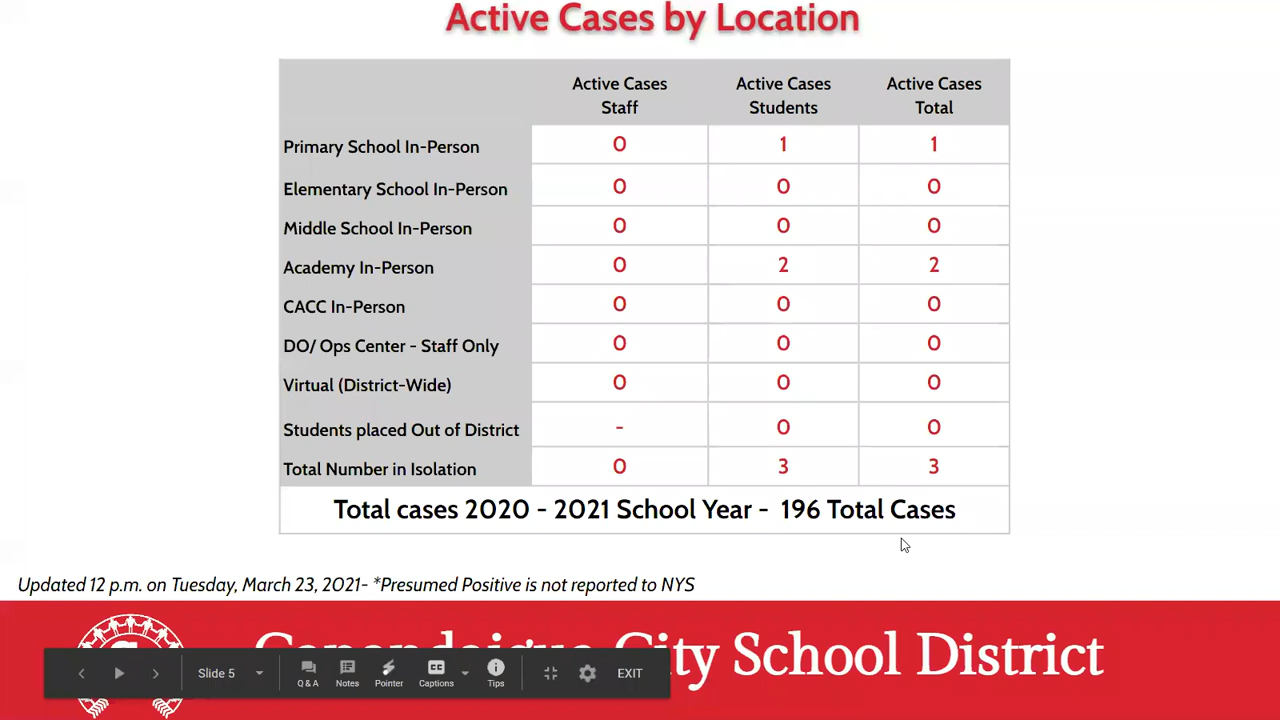 Active Cases by Location
Active Cases Staff Active Cases Students Active Cases Total
Primary School In-Person 0 1 1
Elementary School In-Person 0 0 0
Middle School In-Person 0 0 0
Academy In-Person 0 2 2
CACC In-Person 0 0 0
DO/ Ops Center - Staff Only 0 0 0
Virtual (District-Wide) 0 0 0
Students placed Out of District - 0 0
Total Number in Isolation 0 3 3
Total cases 2020 - 2021 School Year - 196 Total Cases
Updated 12 p.m. on Tuesday, March 23, 2021- *Presumed Positive is not reported to NYS
City School District
Slide 5 Q & A Notes Pointer CC Captions Tips EXIT